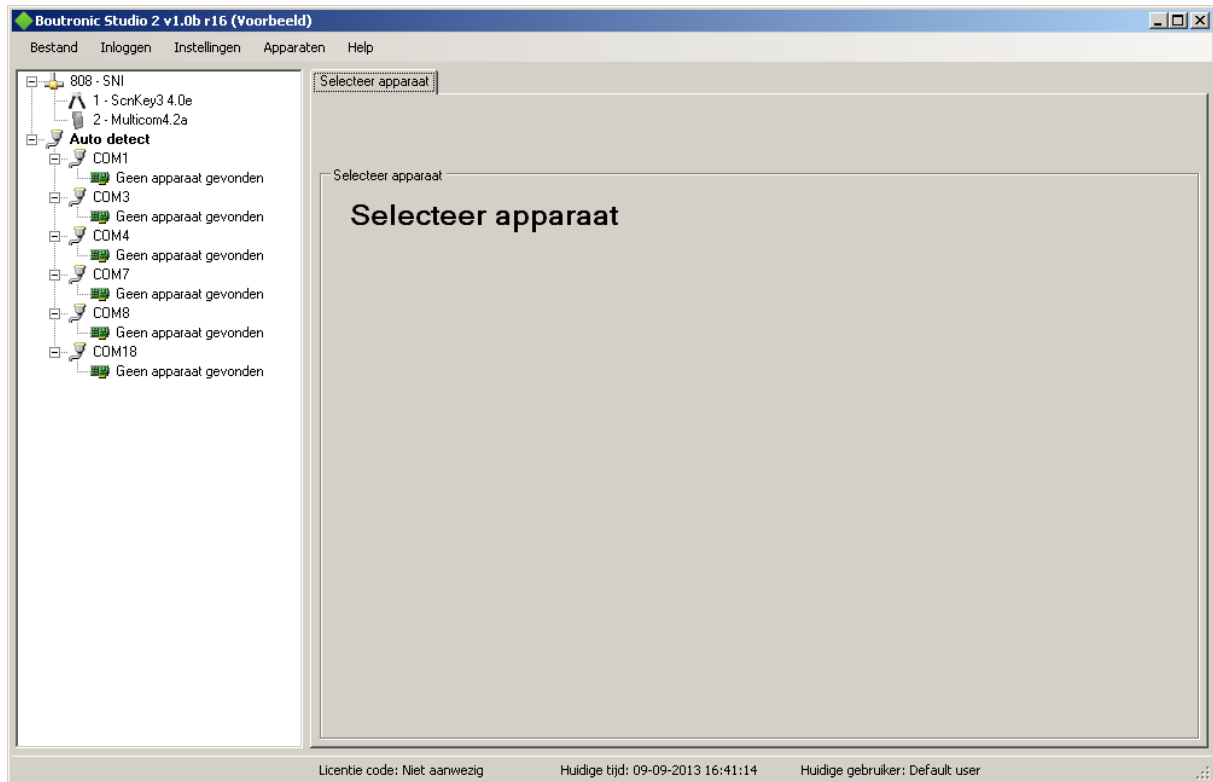 Boutronic Studio 2 v1.0b r16 (Voorbeeld)
Bestand Inloggen Instellingen Apparaten Help
808 - SNI
1 - ScnKey3 4.0e
2 - Multicom4.2a
Auto detect
COM1
Geen apparaat gevonden
COM3
Geen apparaat gevonden
COM4
Geen apparaat gevonden
COM7
Geen apparaat gevonden
COM8
Geen apparaat gevonden
COM18
Geen apparaat gevonden
Selecteer apparaat
Selecteer apparaat
Selecteer apparaat
Licentie code: Niet aanwezig Huidige tijd: 09-09-2013 16:41:14 Huidige gebruiker: Default user